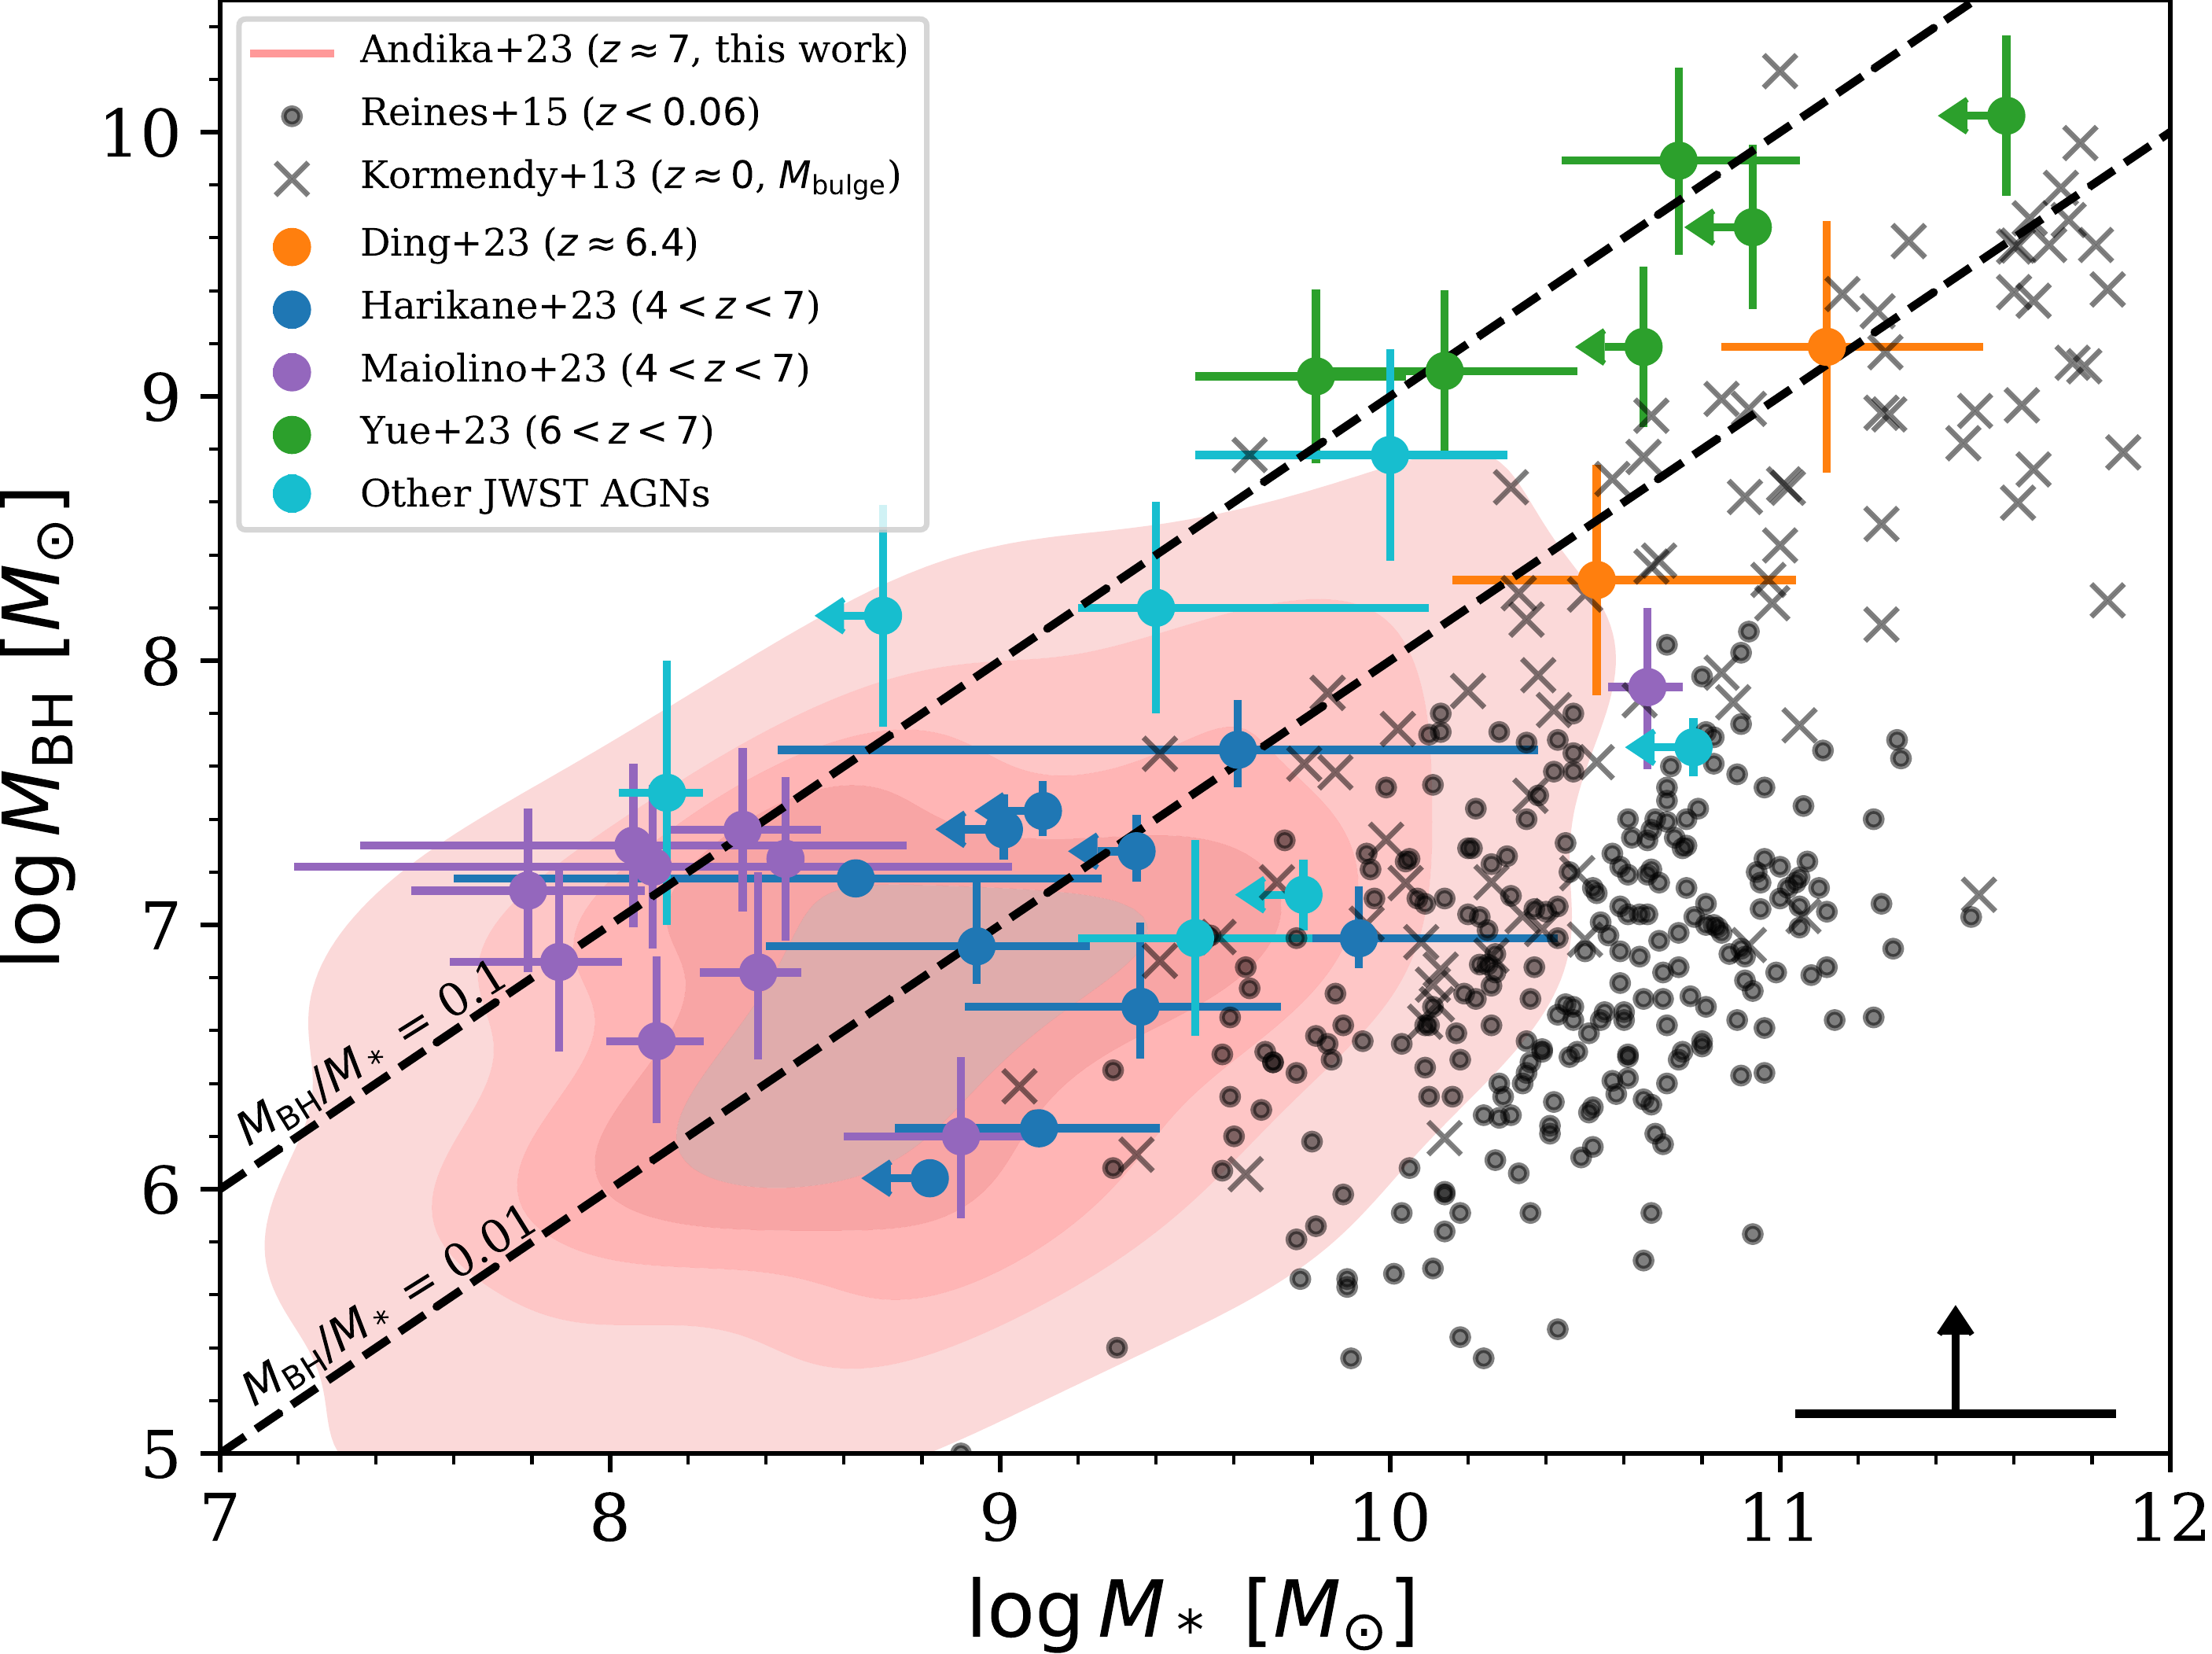 Andika+23 (z ≈ 7, this work)
Reines+15 (z < 0.06)
Kormendy+13 (z ≈ 0, M_bulge)
Ding+23 (z ≈ 6.4)
Harikane+23 (4 < z < 7)
Maiolino+23 (4 < z < 7)
Yue+23 (6 < z < 7)
Other JWST AGNs
10
9
8
7
6
5
log M_BH [M_⊙]
M_BH/M_* = 0.1
M_BH/M_* = 0.01
7 8 9 10 11 12
log M_* [M_⊙]